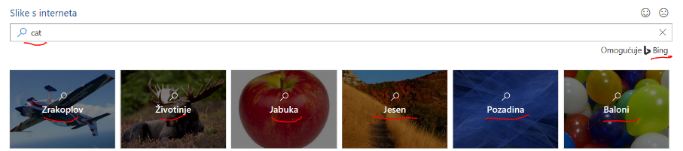 Slike s interneta
cat
Omogućuje Bing
Zrakoplov Životinje Jabuka Jesen Pozadina Baloni